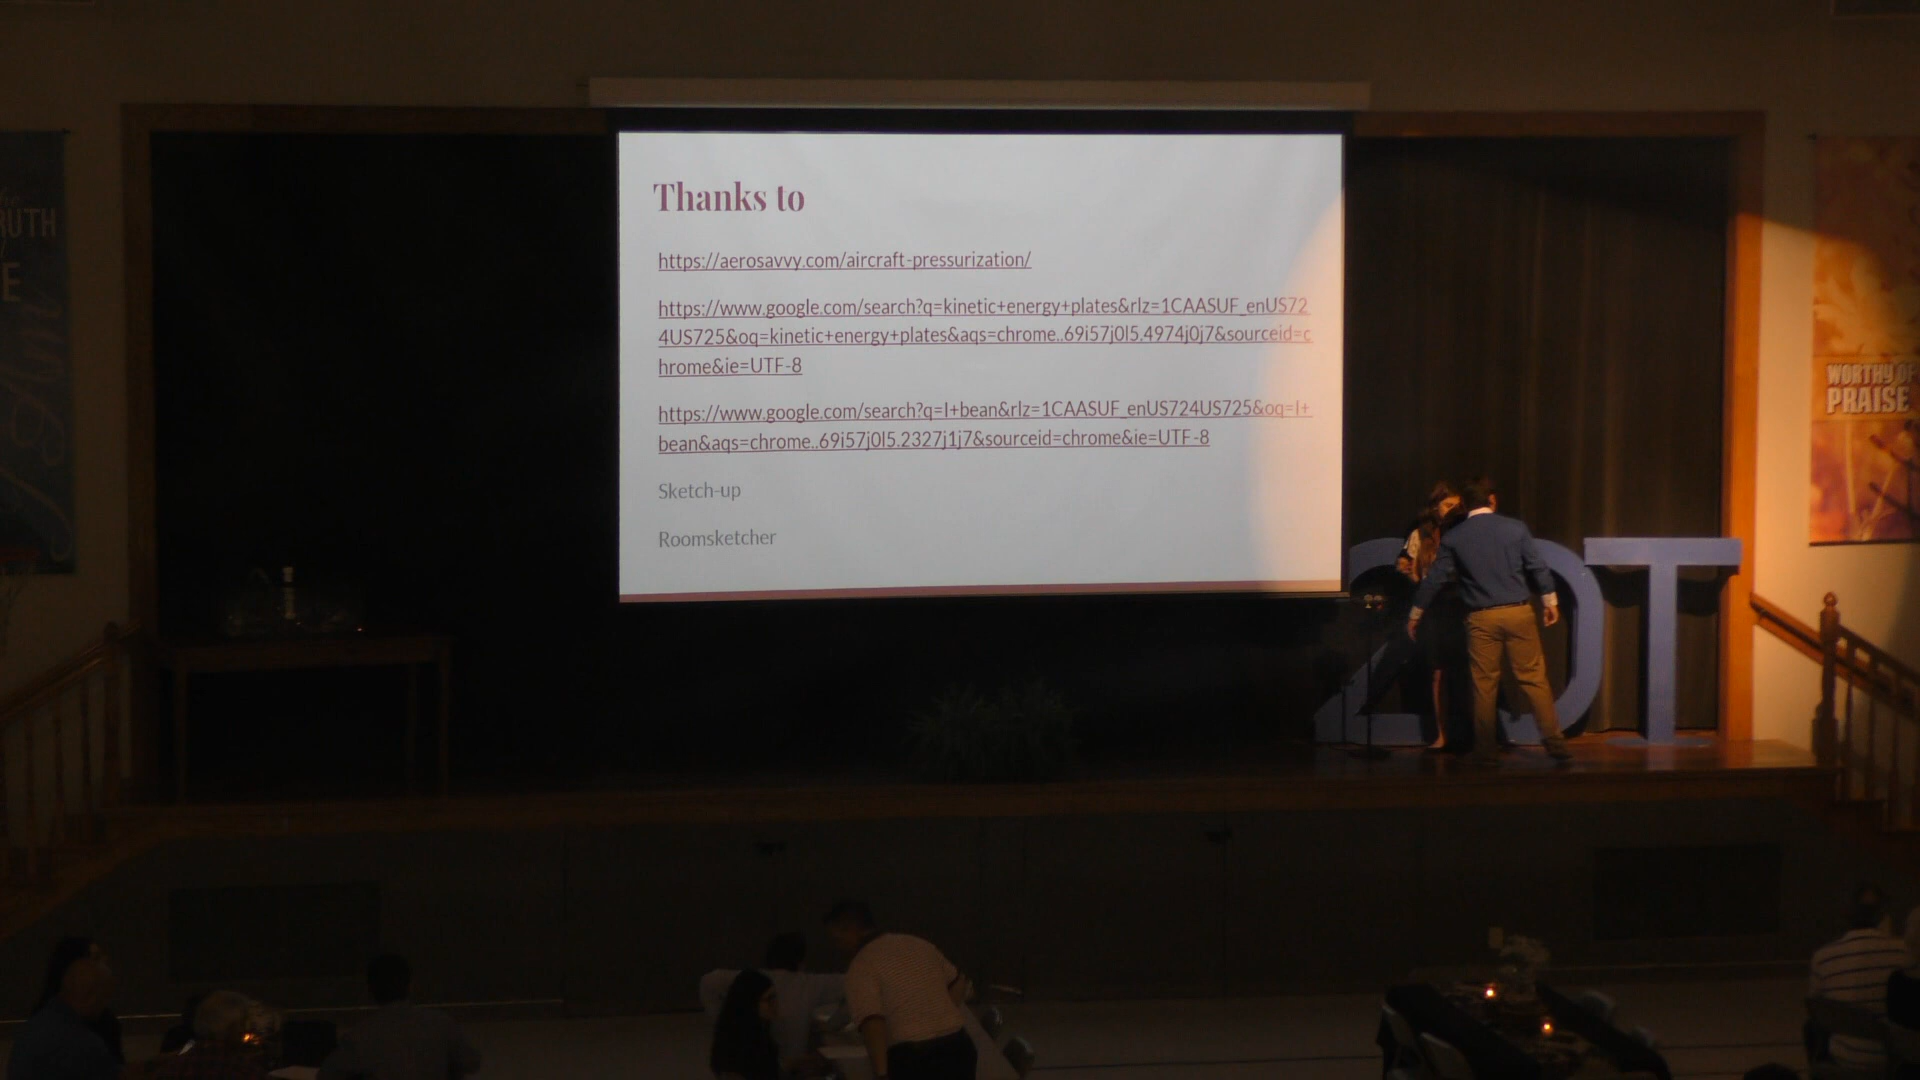 Thanks to
https://aerosavvy.com/aircraft-pressurization/
https://www.google.com/search?q=kinetic+energy+plates&rlz=1CAASUF_enUS72
4US725&oq=kinetic+energy+plates&aqs=chrome..69i57j0l5.4974j0j7&sourceid=c
hrome&ie=UTF-8
https://www.google.com/search?q=I+bean&rlz=1CAASUF_enUS724US725&oq=I+
bean&aqs=chrome..69i57j0l5.2327j1j7&sourceid=chrome&ie=UTF-8
Sketch-up
Roomsketcher
WORTHY OF
PRAISE